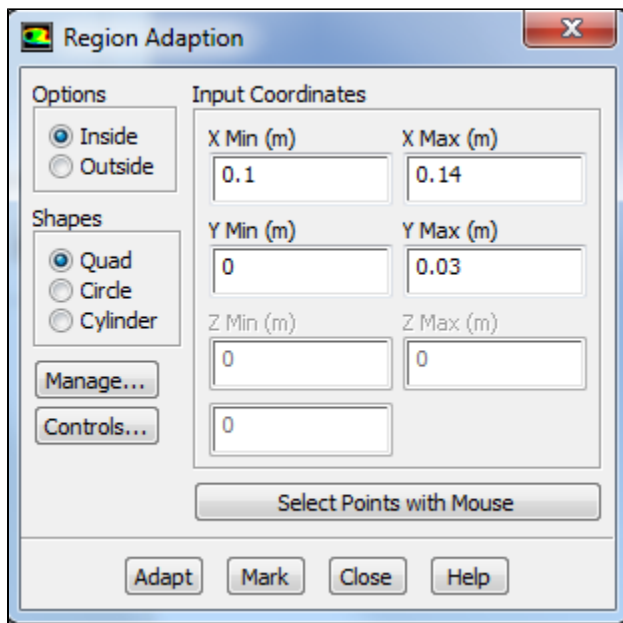 Region Adaption
Options
Inside
Outside
Shapes
Quad
Circle
Cylinder
Manage...
Controls...
Input Coordinates
X Min (m) X Max (m)
0.1 0.14
Y Min (m) Y Max (m)
0 0.03
Z Min (m) Z Max (m)
0 0
0
Select Points with Mouse
Adapt Mark Close Help